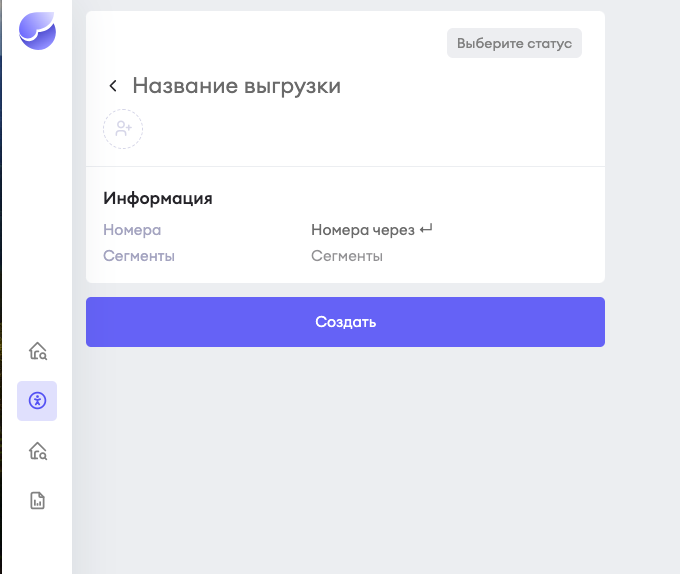 Выберите статус
Название выгрузки
Информация
Номера Номера через ↵
Сегменты Сегменты
Создать